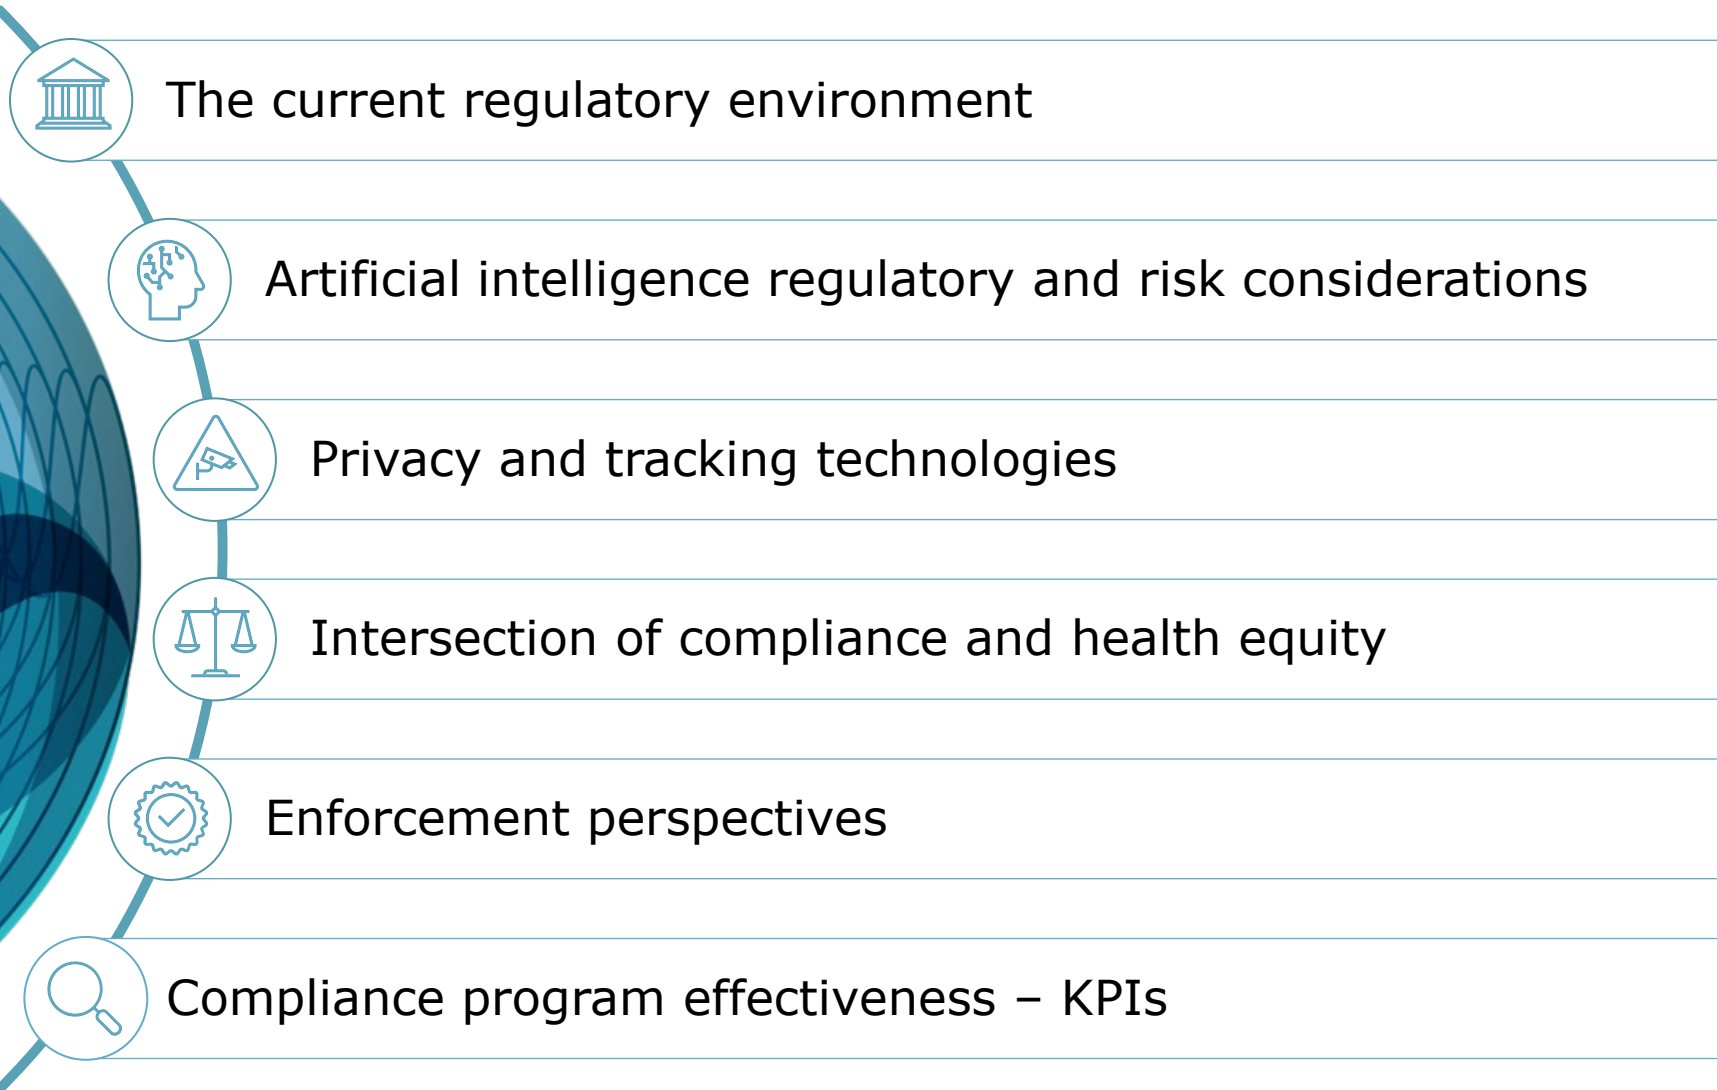 The current regulatory environment
Artificial intelligence regulatory and risk considerations
Privacy and tracking technologies
Intersection of compliance and health equity
Enforcement perspectives
Compliance program effectiveness – KPIs